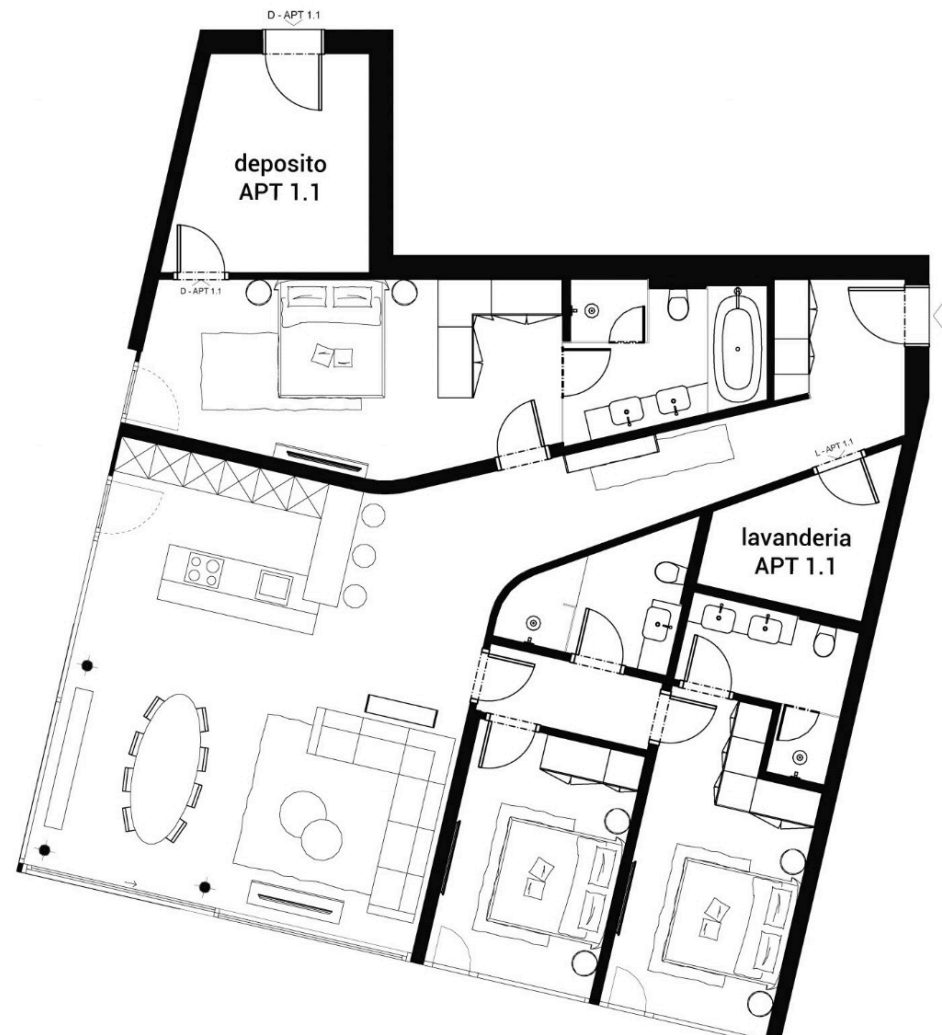 D - APT 1.1
deposito
APT 1.1
D - APT 1.1
L - APT 1.1
lavanderia
APT 1.1